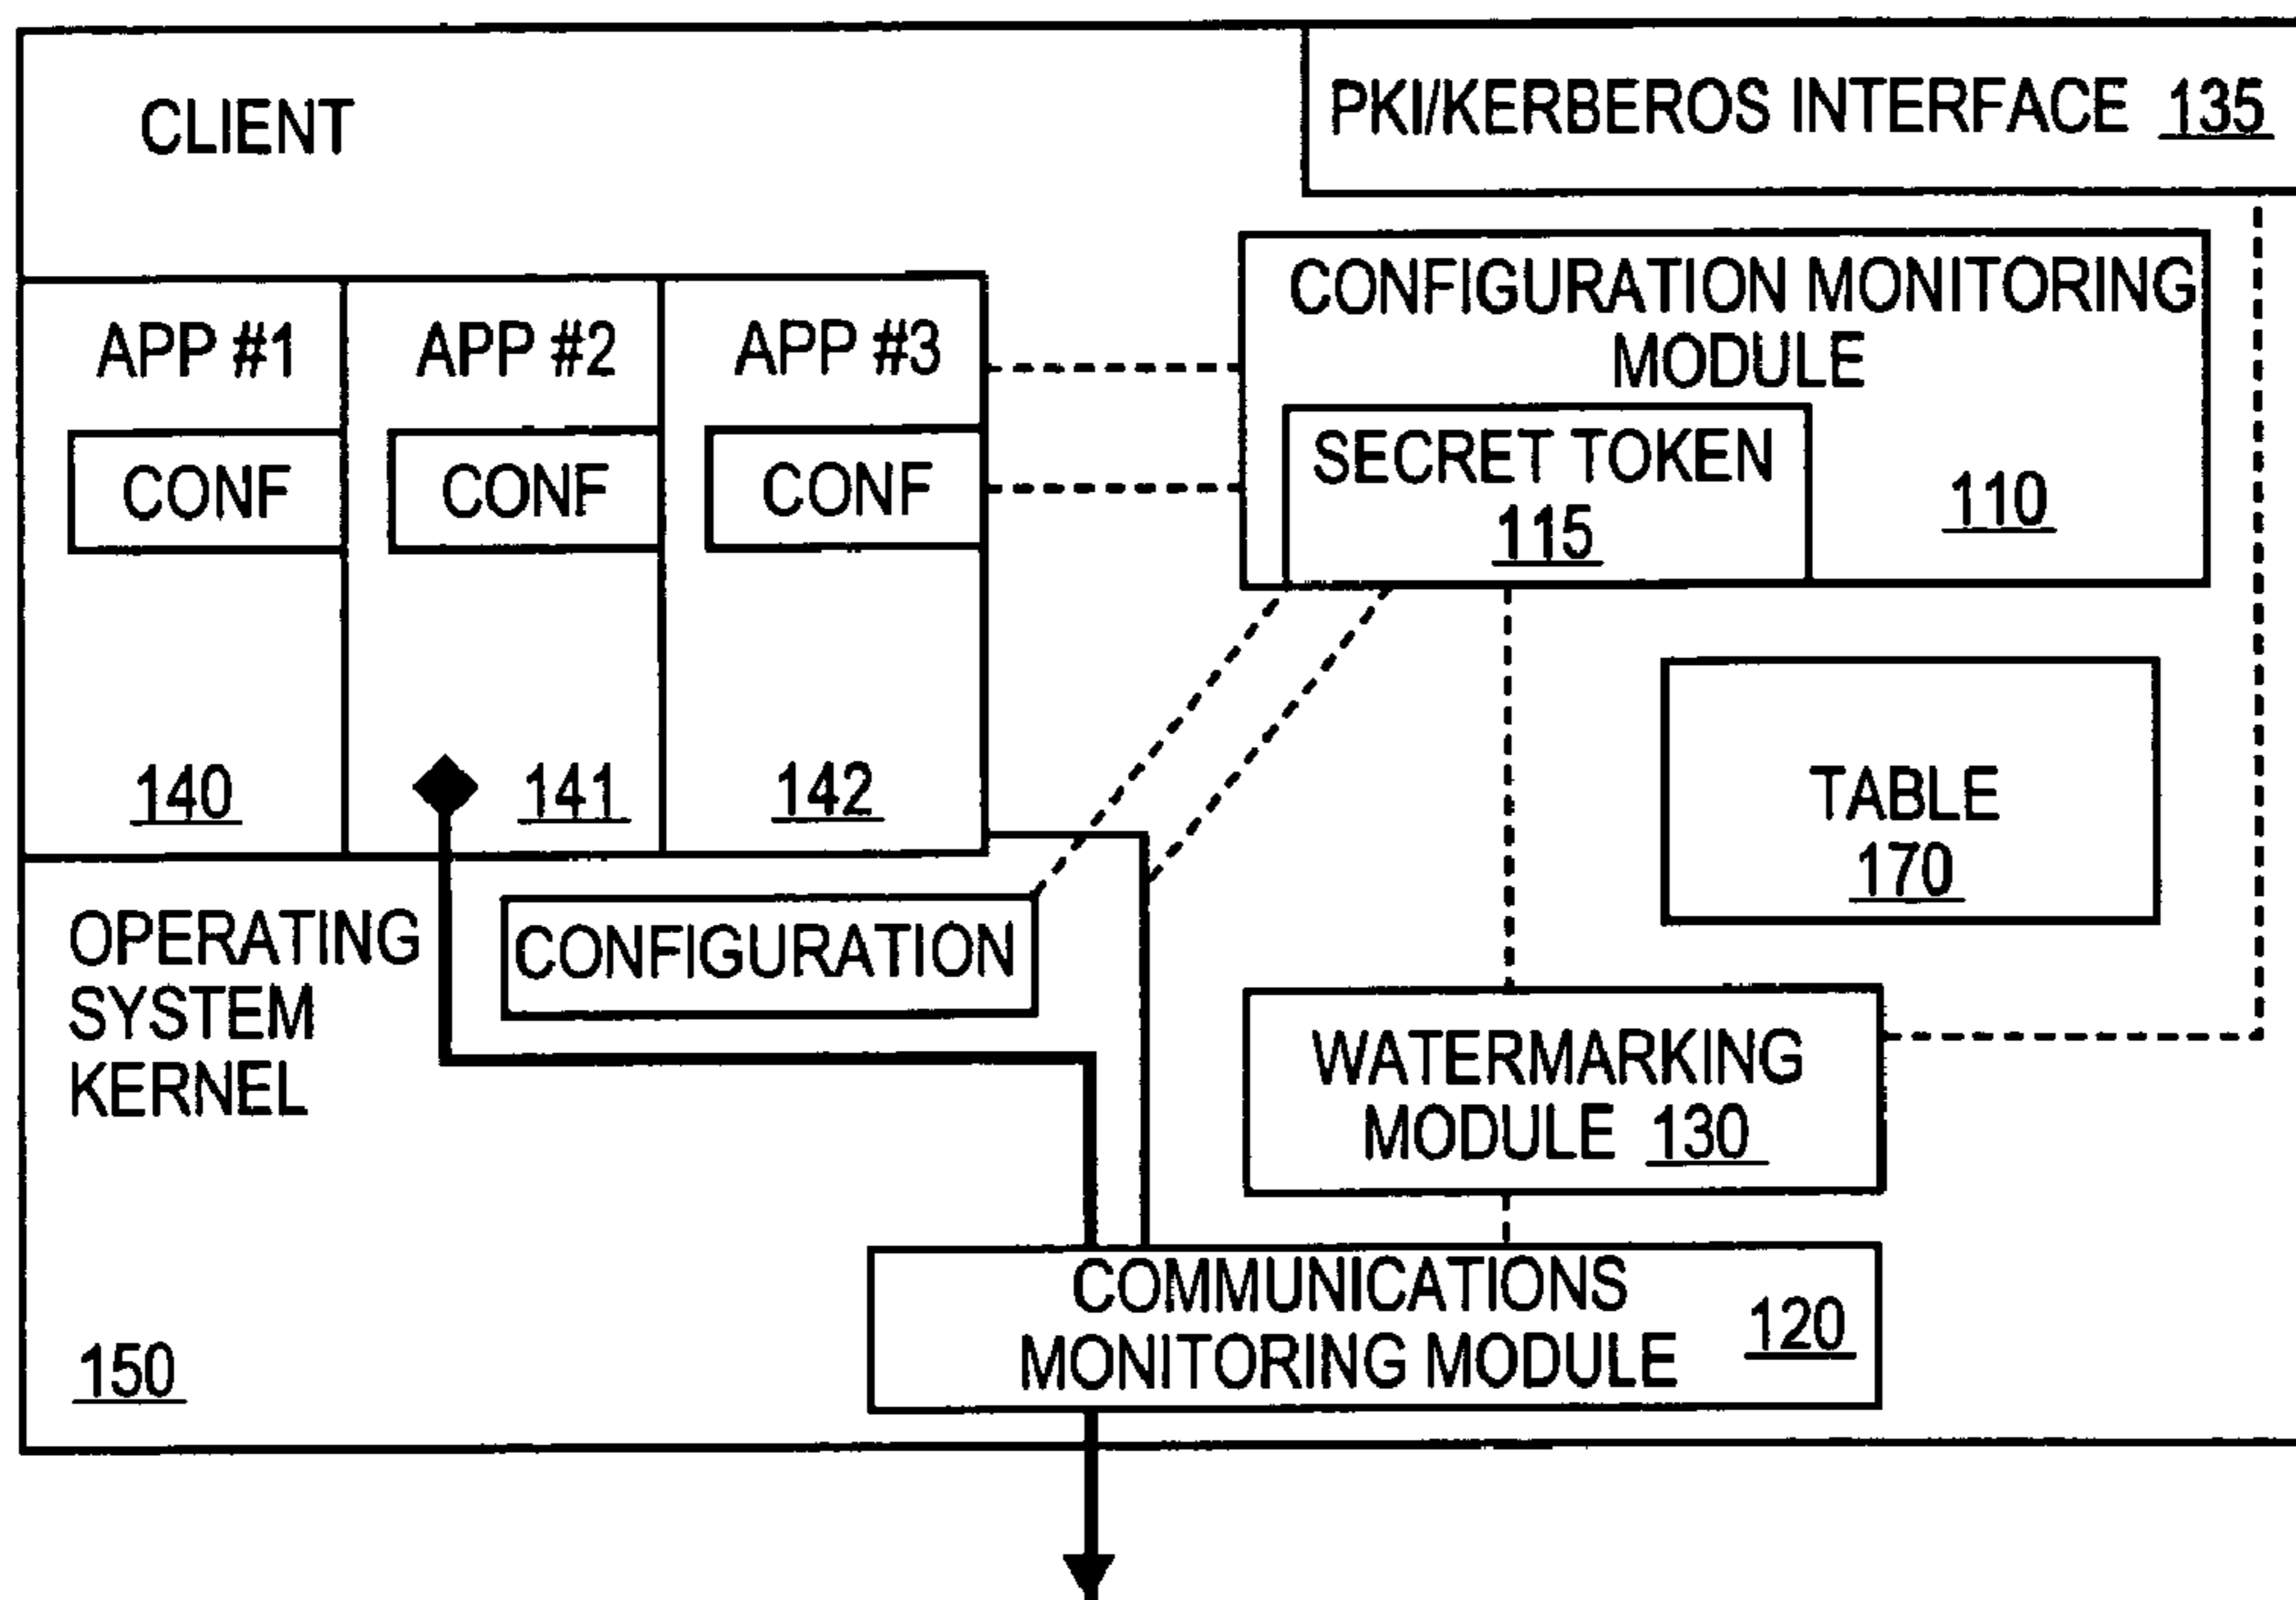 CLIENT
PKI/KERBEROS INTERFACE 135
CONFIGURATION MONITORING
MODULE
SECRET TOKEN
115
110
APP #1
CONF
140
APP #2
CONF
141
APP #3
CONF
142
TABLE
170
OPERATING
SYSTEM
KERNEL
CONFIGURATION
WATERMARKING
MODULE 130
COMMUNICATIONS
MONITORING MODULE
120
150